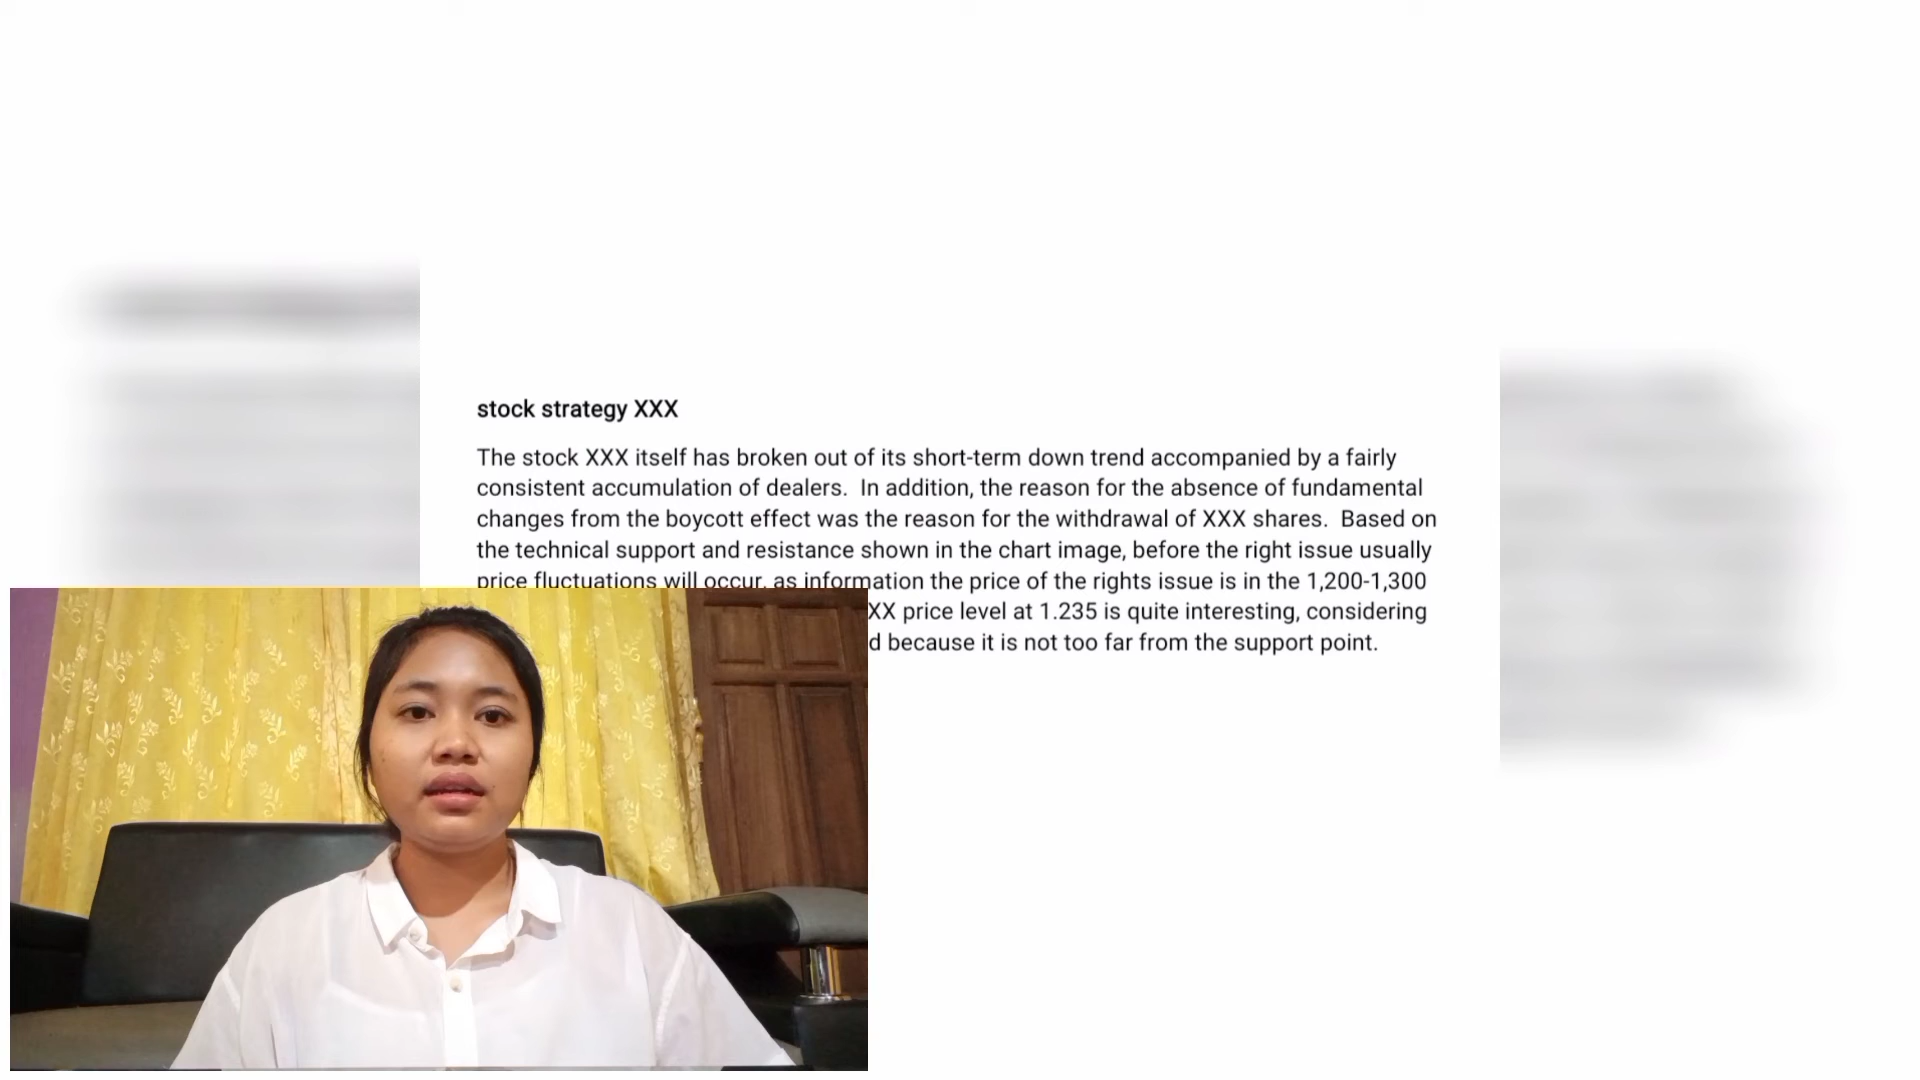 stock strategy XXX
The stock XXX itself has broken out of its short-term down trend accompanied by a fairly
consistent accumulation of dealers.  In addition, the reason for the absence of fundamental
changes from the boycott effect was the reason for the withdrawal of XXX shares.  Based on
the technical support and resistance shown in the chart image, before the right issue usually
price fluctuations will occur, as information the price of the rights issue is in the 1,200-1,300
XX price level at 1.235 is quite interesting, considering
because it is not too far from the support point.